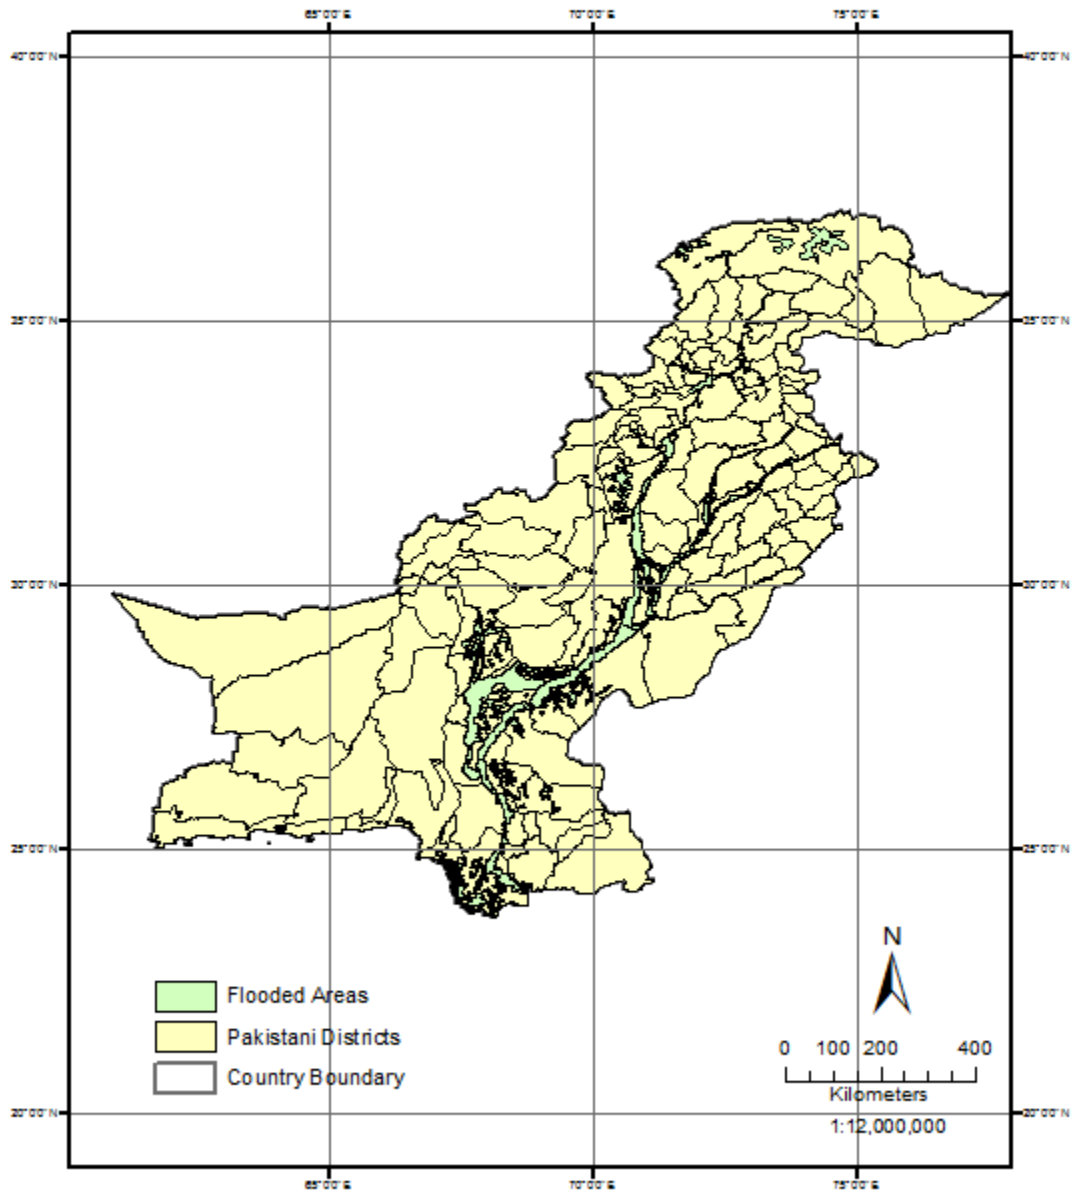 65°0'0"E 70°0'0"E 75°0'0"E
40°0'0"N 40°0'0"N
35°0'0"N 35°0'0"N
30°0'0"N 30°0'0"N
25°0'0"N 25°0'0"N
N
Flooded Areas
Pakistani Districts
Country Boundary
0 100 200 400
Kilometers
1:12,000,000
20°0'0"N 20°0'0"N
65°0'0"E 70°0'0"E 75°0'0"E